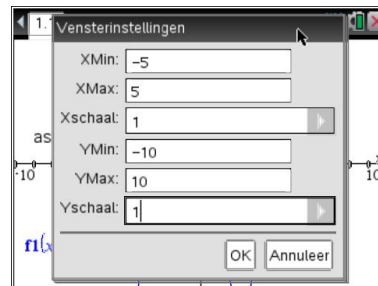 1.
Vensterinstellingen
XMin: -5
XMax: 5
Xschaal: 1
as
YMin: -10
-10
10
YMax: 10
Yschaal: 1
f1(x
OK Annuleer